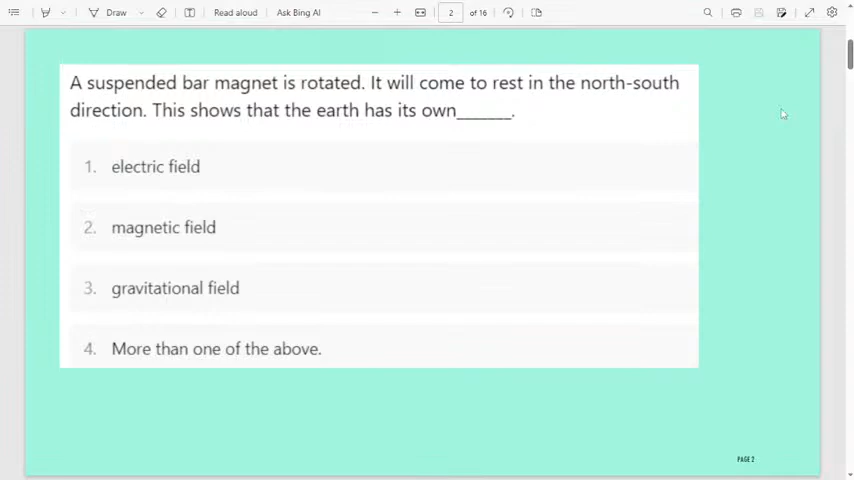 Draw
Read aloud
Ask Bing AI
2
of 16
A suspended bar magnet is rotated. It will come to rest in the north-south
direction. This shows that the earth has its own_______.
1. electric field
2. magnetic field
3. gravitational field
4. More than one of the above.
PAGE 2